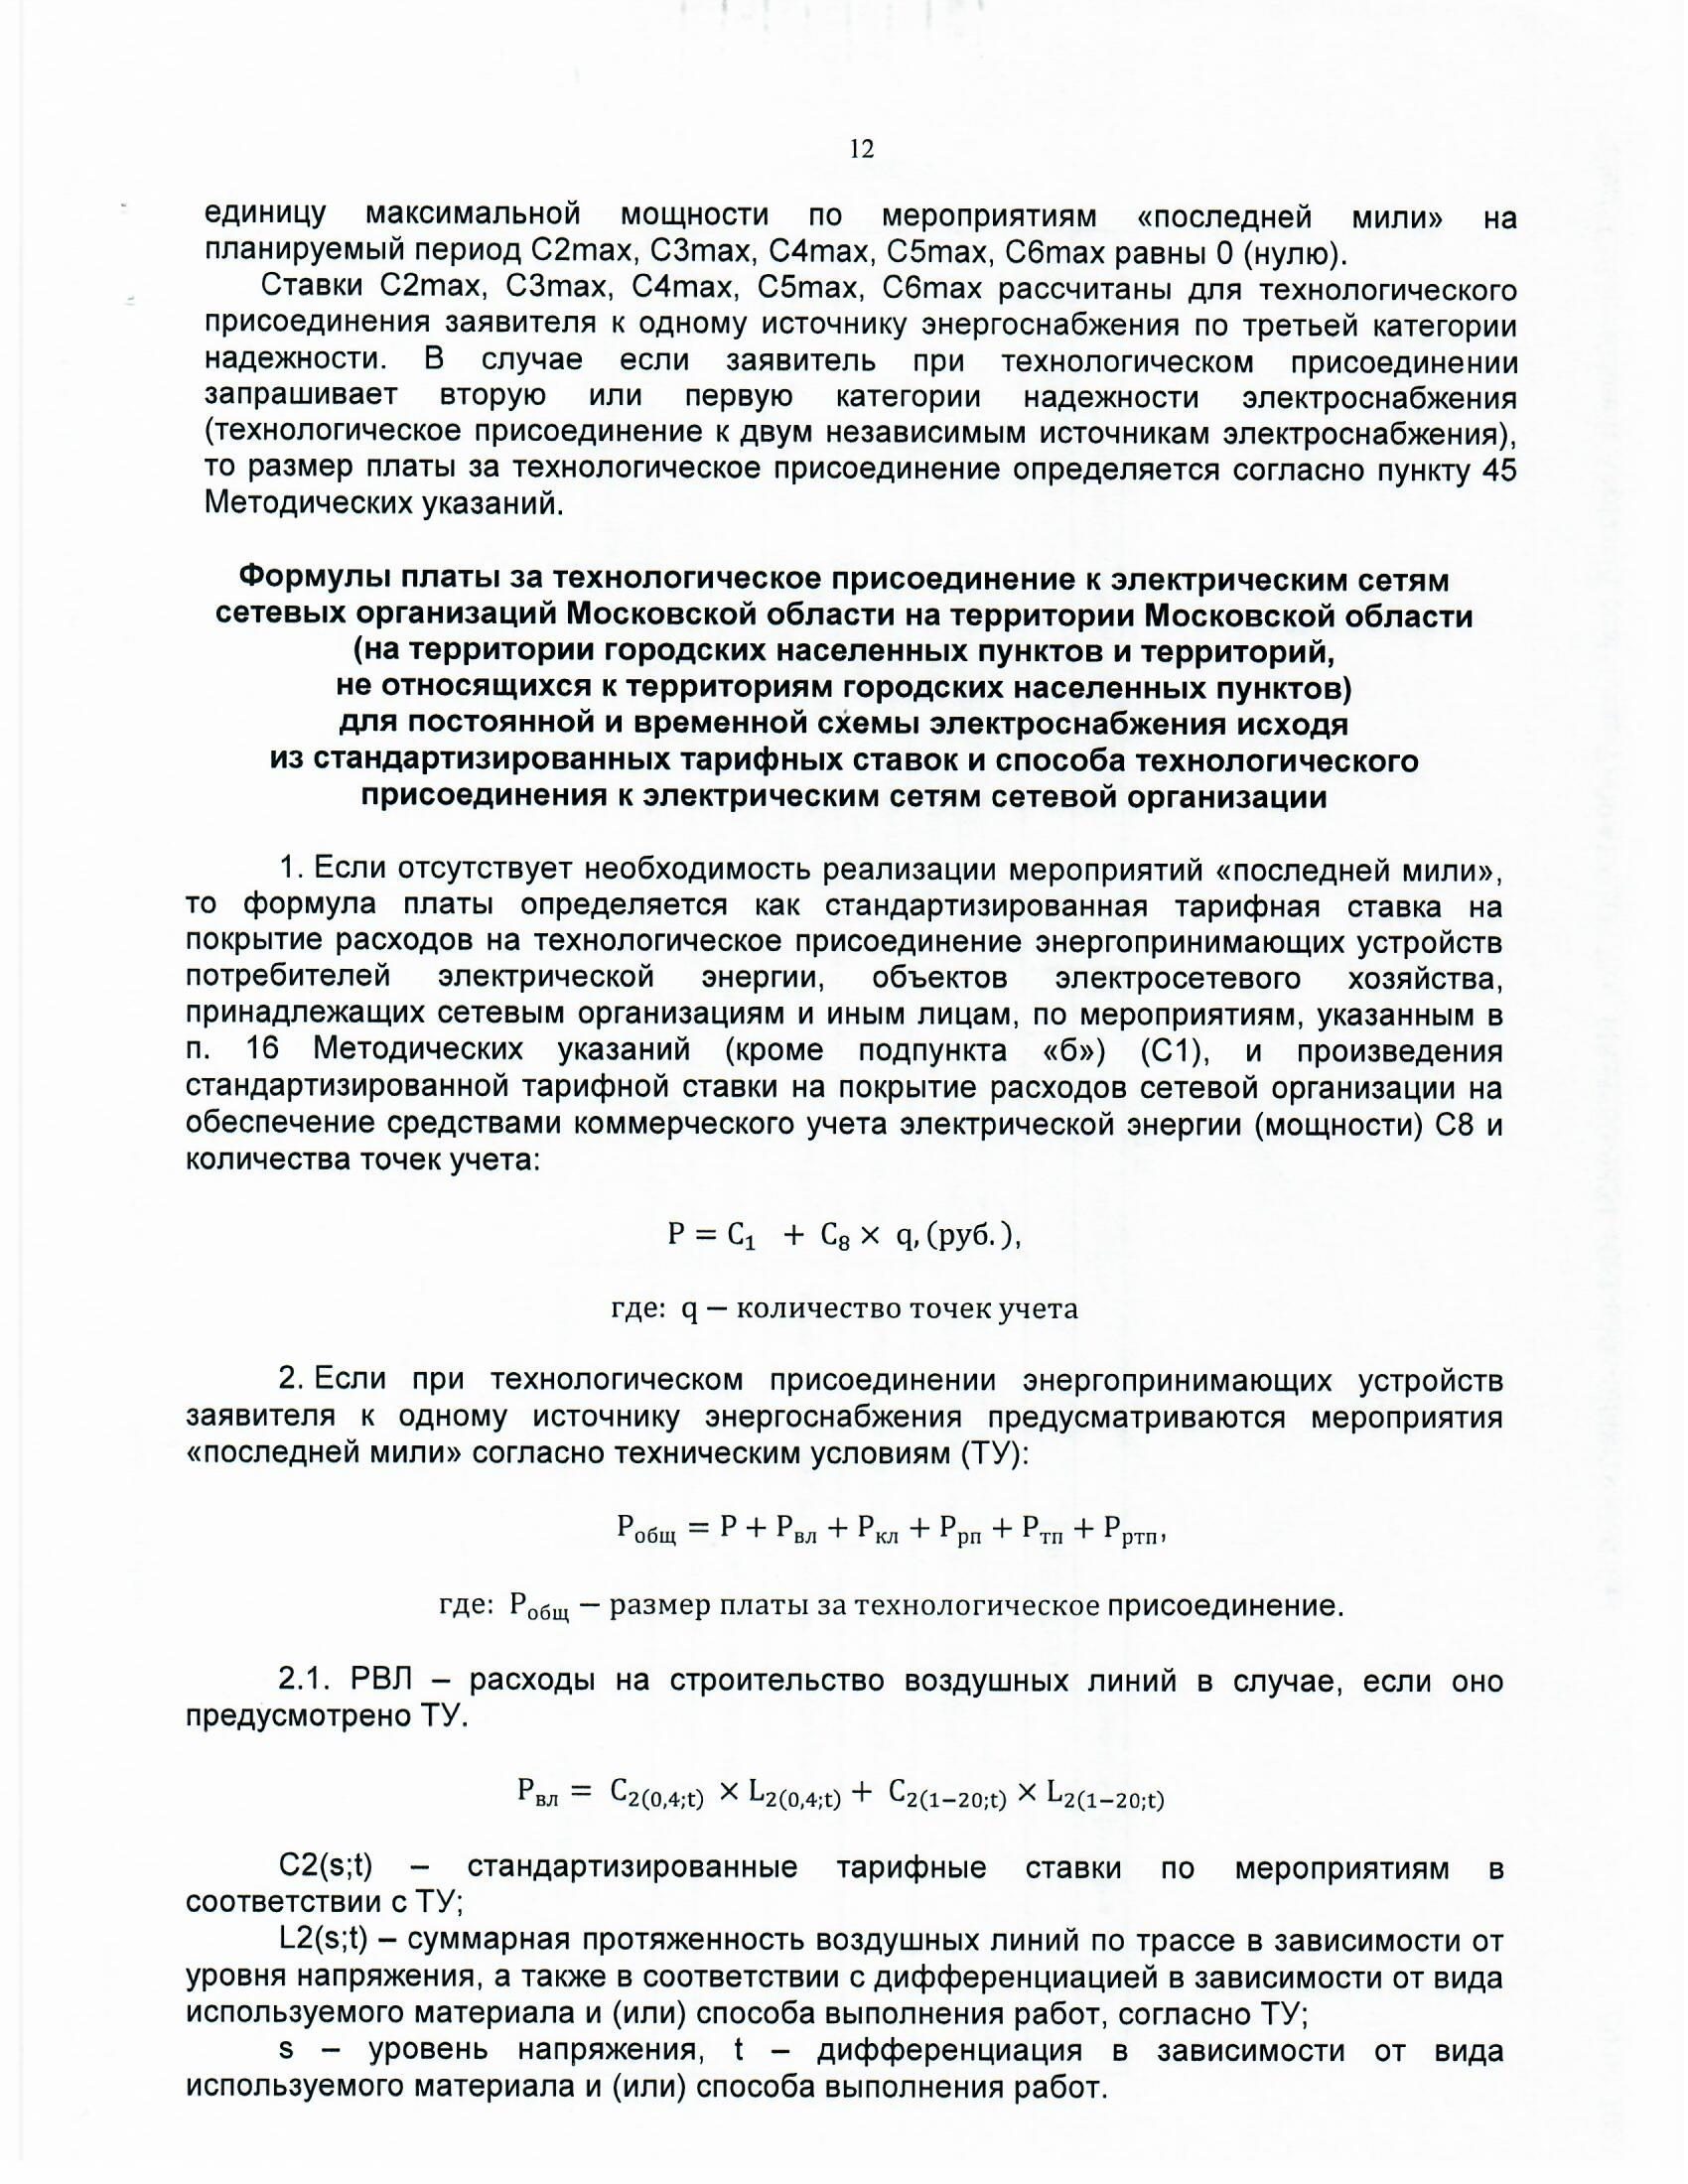 12
единицу максимальной мощности по мероприятиям «последней мили» на
планируемый период C2max, C3max, C4max, C5max, C6max равны 0 (нулю).
Ставки C2max, C3max, C4max, C5max, C6max рассчитаны для технологического
присоединения заявителя к одному источнику энергоснабжения по третьей категории
надежности. В случае если заявитель при технологическом присоединении
запрашивает вторую или первую категории надежности электроснабжения
(технологическое присоединение к двум независимым источникам электроснабжения),
то размер платы за технологическое присоединение определяется согласно пункту 45
Методических указаний.
Формулы платы за технологическое присоединение к электрическим сетям
сетевых организаций Московской области на территории Московской области
(на территории городских населенных пунктов и территорий,
не относящихся к территориям городских населенных пунктов)
для постоянной и временной схемы электроснабжения исходя
из стандартизированных тарифных ставок и способа технологического
присоединения к электрическим сетям сетевой организации
1. Если отсутствует необходимость реализации мероприятий «последней мили»,
то формула платы определяется как стандартизированная тарифная ставка на
покрытие расходов на технологическое присоединение энергопринимающих устройств
потребителей электрической энергии, объектов электросетевого хозяйства,
принадлежащих сетевым организациям и иным лицам, по мероприятиям, указанным в
п. 16 Методических указаний (кроме подпункта «б») (С1), и произведения
стандартизированной тарифной ставки на покрытие расходов сетевой организации на
обеспечение средствами коммерческого учета электрической энергии (мощности) С8 и
количества точек учета:
P = C₁ + C₈ × q, (руб. ),
где: q — количество точек учета
2. Если при технологическом присоединении энергопринимающих устройств
заявителя к одному источнику энергоснабжения предусматриваются мероприятия
«последней мили» согласно техническим условиям (ТУ):
Pобщ = P + Pвл + Pкл + Pрп + Pтп + Pртп,
где: Pобщ — размер платы за технологическое присоединение.
2.1. РВЛ – расходы на строительство воздушных линий в случае, если оно
предусмотрено ТУ.
Pвл = C2(0,4;t) × L2(0,4;t) + C2(1−20;t) × L2(1−20;t)
C2(s;t) – стандартизированные тарифные ставки по мероприятиям в
соответствии с ТУ;
L2(s;t) – суммарная протяженность воздушных линий по трассе в зависимости от
уровня напряжения, а также в соответствии с дифференциацией в зависимости от вида
используемого материала и (или) способа выполнения работ, согласно ТУ;
s – уровень напряжения, t – дифференциация в зависимости от вида
используемого материала и (или) способа выполнения работ.